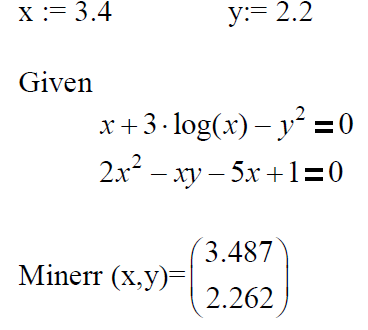 x := 3.4 y:= 2.2
Given
x + 3 · log(x) − y² = 0
2x² − xy − 5x + 1 = 0
Minerr (x,y)= (3.487
2.262)